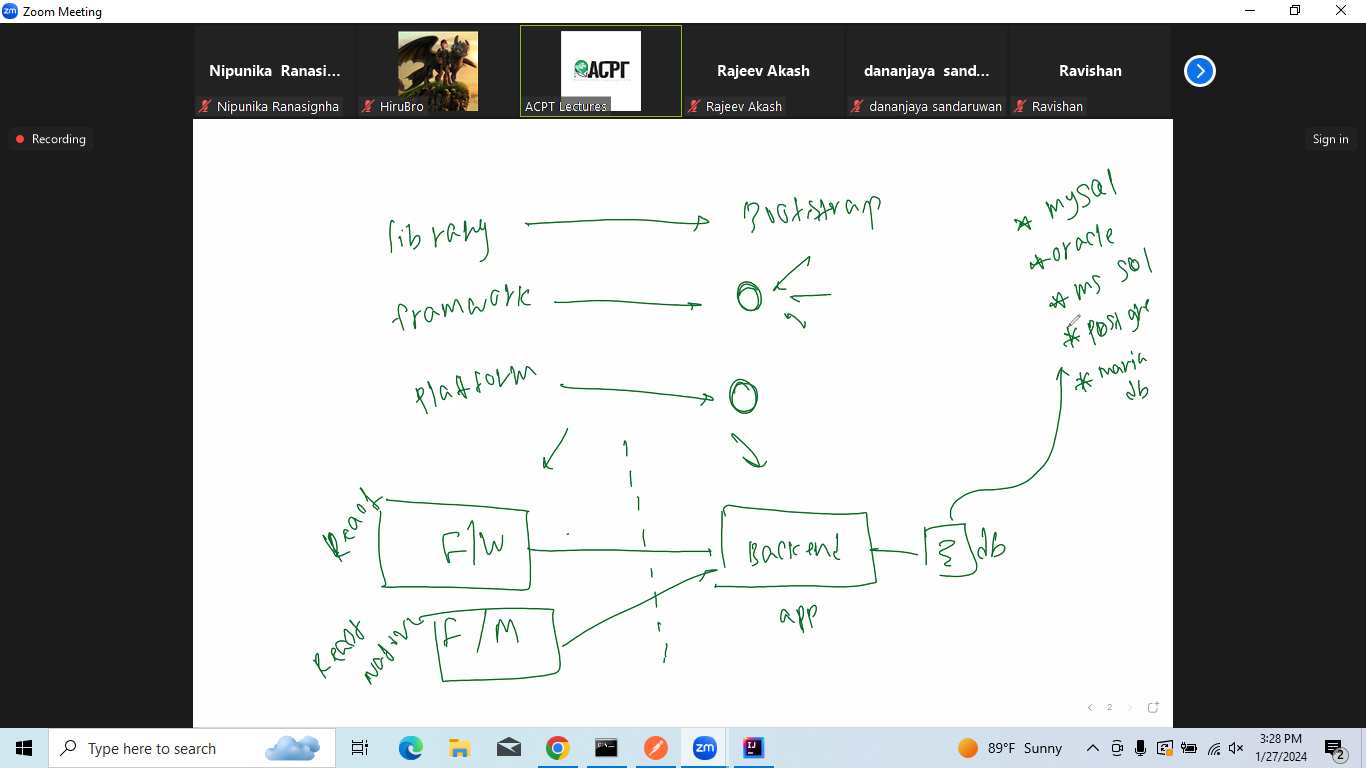 Zoom Meeting
Nipunika Ranasi...
Nipunika Ranasignha
HiruBro
ACPT
ACPT Lectures
Rajeev Akash
Rajeev Akash
dananjaya sand...
dananjaya sandaruwan
Ravishan
Ravishan
Recording
Sign in
library
Bootstrap
framwork
platform
* mysql
* oracle
* ms sql
* postgre
* maria
db
React
F/W
Backend
db
app
React
native
F/M
2
Type here to search
zm
89°F Sunny
3:28 PM
1/27/2024
2